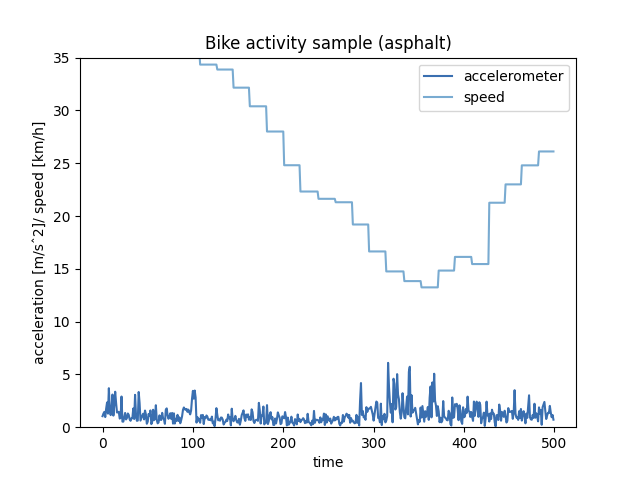 Bike activity sample (asphalt)
accelerometer
speed
35
30
25
20
15
10
5
0
acceleration [m/s^2]/ speed [km/h]
0 100 200 300 400 500
time